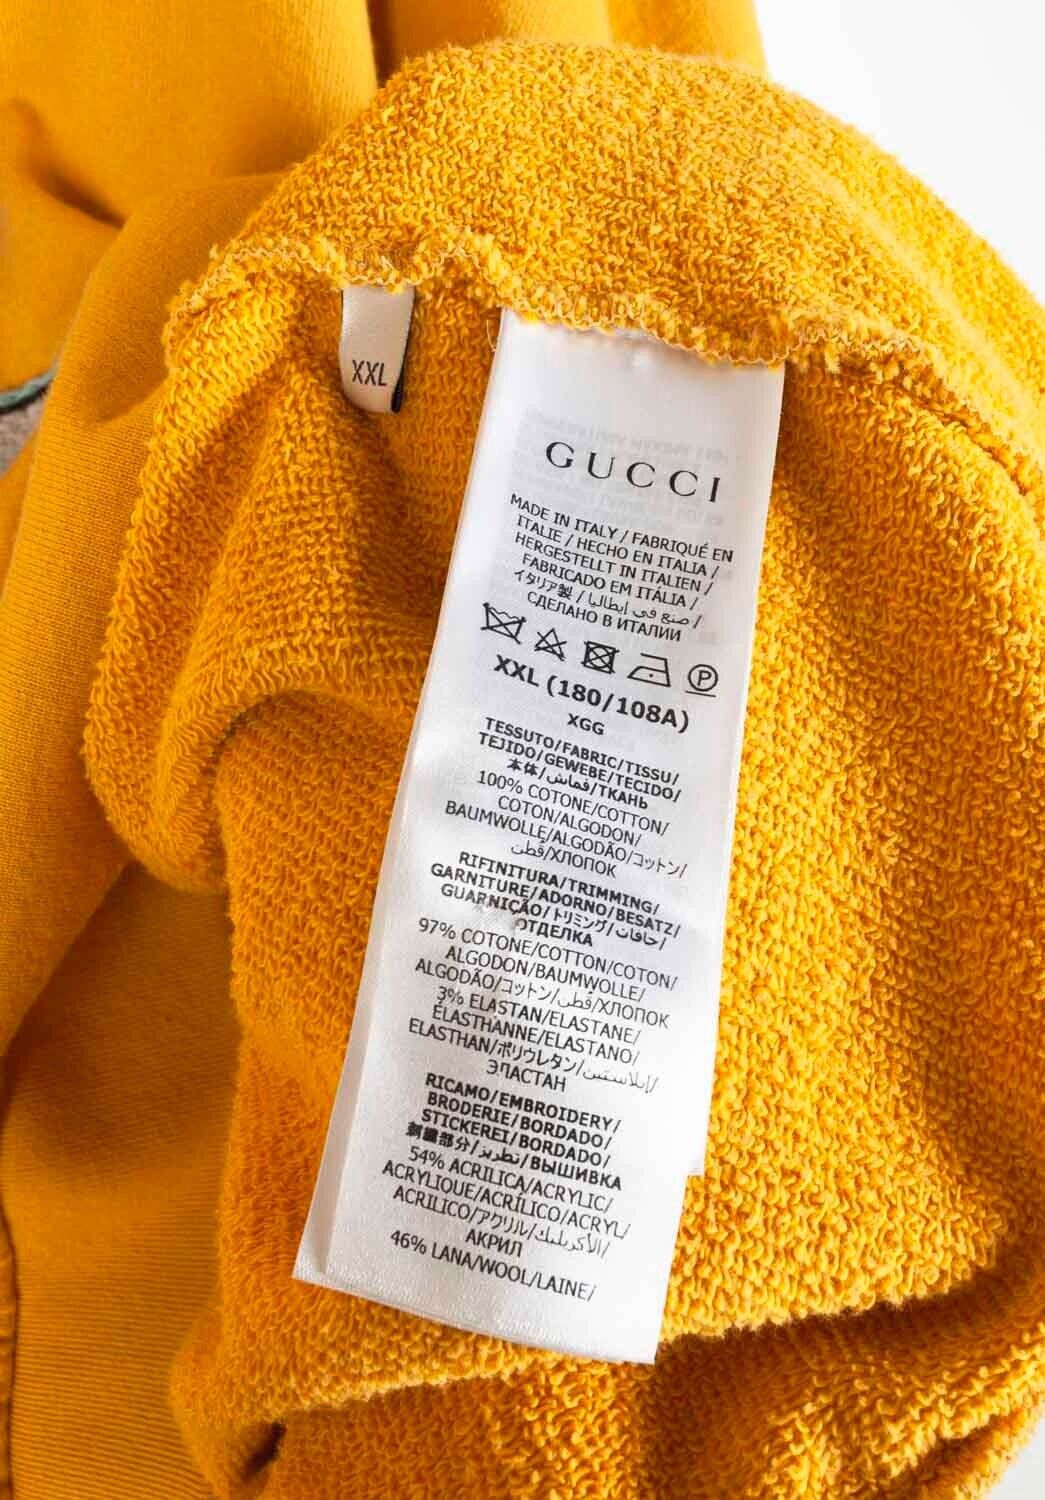 XXL
GUCCI
MADE IN ITALY / FABRIQUÉ EN
ITALIE / HECHO EN ITALIA /
HERGESTELLT IN ITALIEN /
FABRICADO EM ITÁLIA /
イタリア製 / صنع في إيطاليا /
СДЕЛАНО В ИТАЛИИ
P
XXL (180/108A)
XGG
TESSUTO/FABRIC/TISSU/
TEJIDO/GEWEBE/TECIDO/
本体/قماش/ТКАНЬ
100% COTONE/COTTON/
COTON/ALGODON/
BAUMWOLLE/ALGODÃO/コットン/
قطن/ХЛОПОК
RIFINITURA/TRIMMING/
GARNITURE/ADORNO/BESATZ/
GUARNIÇÃO/トリミング/حافات/
ОТДЕЛКА
97% COTONE/COTTON/COTON/
ALGODON/BAUMWOLLE/
ALGODÃO/コットン/قطن/ХЛОПОК
3% ELASTAN/ELASTANE/
ÉLASTHANNE/ELASTANO/
ELASTHAN/ポリウレタン/إيلاستين/
ЭЛАСТАН
RICAMO/EMBROIDERY/
BRODERIE/BORDADO/
STICKEREI/BORDADO/
刺繍部分/تطريز/ВЫШИВКА
54% ACRILICA/ACRYLIC/
ACRYLIQUE/ACRÍLICO/ACRYL/
ACRILICO/アクリル/الأكريليك/
АКРИЛ
46% LANA/WOOL/LAINE/